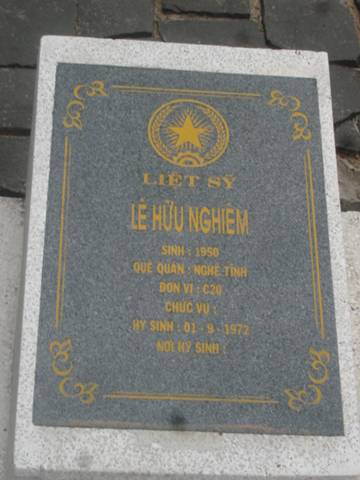 LIỆT SỸ
LÊ HỮU NGHIÊM
SINH : 1950
QUÊ QUÁN : NGHỆ TĨNH
ĐƠN VỊ : C20
CHỨC VỤ :
HY SINH : 01 - 9 - 1972
NƠI HY SINH :